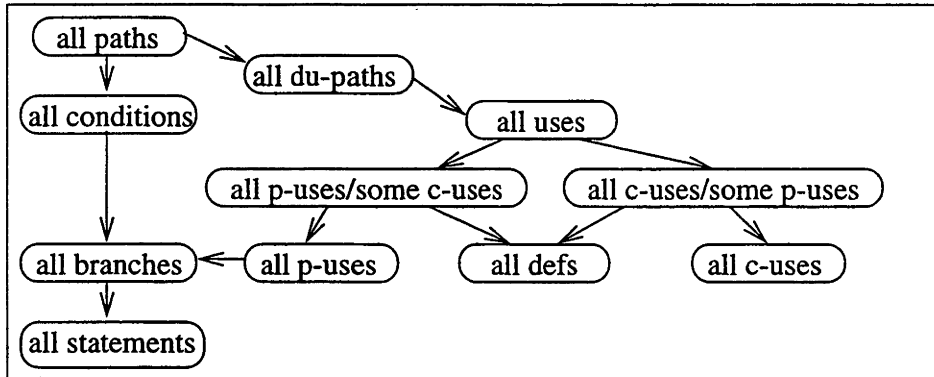 all paths
all du-paths
all conditions
all uses
all p-uses/some c-uses
all c-uses/some p-uses
all branches
all p-uses
all defs
all c-uses
all statements